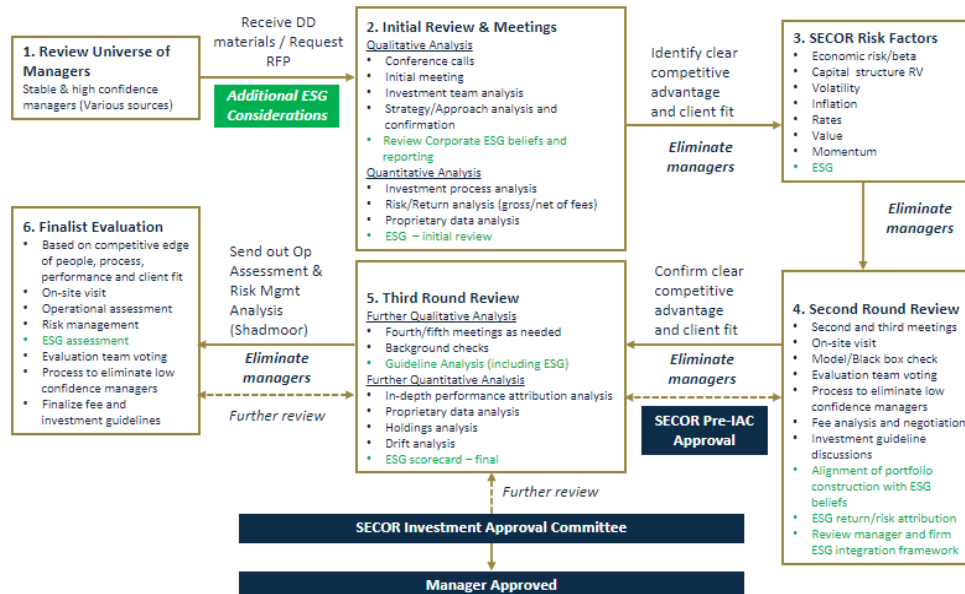 1. Review Universe of
Managers
Stable & high confidence
managers (Various sources)
Receive DD
materials / Request
RFP
Additional ESG
Considerations
2. Initial Review & Meetings
Qualitative Analysis
• Conference calls
• Initial meeting
• Investment team analysis
• Strategy/Approach analysis and
confirmation
• Review Corporate ESG beliefs and
reporting
Quantitative Analysis
• Investment process analysis
• Risk/Return analysis (gross/net of fees)
• Proprietary data analysis
• ESG – initial review
Identify clear
competitive
advantage
and client fit
Eliminate
managers
3. SECOR Risk Factors
• Economic risk/beta
• Capital structure RV
• Volatility
• Inflation
• Rates
• Value
• Momentum
• ESG
Eliminate
managers
4. Second Round Review
• Second and third meetings
• On-site visit
• Model/Black box check
• Evaluation team voting
• Process to eliminate low
confidence managers
• Fee analysis and negotiation
• Investment guideline
discussions
• Alignment of portfolio
construction with ESG
beliefs
• ESG return/risk attribution
• Review manager and firm
ESG integration framework
Confirm clear
competitive
advantage
and client fit
Eliminate
managers
SECOR Pre-IAC
Approval
5. Third Round Review
Further Qualitative Analysis
• Fourth/fifth meetings as needed
• Background checks
• Guideline Analysis (including ESG)
Further Quantitative Analysis
• In-depth performance attribution analysis
• Proprietary data analysis
• Holdings analysis
• Drift analysis
• ESG scorecard – final
Send out Op
Assessment &
Risk Mgmt
Analysis
(Shadmoor)
Eliminate
managers
Further review
6. Finalist Evaluation
• Based on competitive edge
of people, process,
performance and client fit
• On-site visit
• Operational assessment
• Risk management
• ESG assessment
• Evaluation team voting
• Process to eliminate low
confidence managers
• Finalize fee and
investment guidelines
Further review
SECOR Investment Approval Committee
Manager Approved